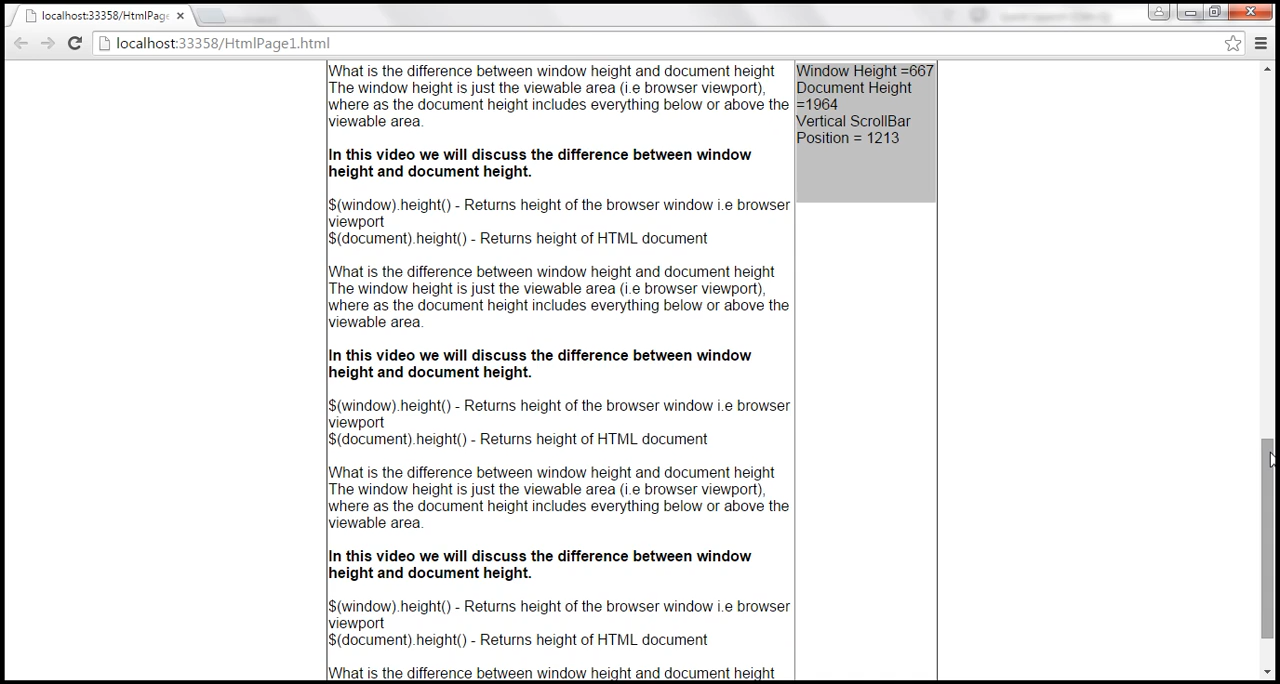 localhost:33358/HtmlPage
localhost:33358/HtmlPage1.html
What is the difference between window height and document height
The window height is just the viewable area (i.e browser viewport),
where as the document height includes everything below or above the
viewable area.
In this video we will discuss the difference between window
height and document height.
$(window).height() - Returns height of the browser window i.e browser
viewport
$(document).height() - Returns height of HTML document
What is the difference between window height and document height
The window height is just the viewable area (i.e browser viewport),
where as the document height includes everything below or above the
viewable area.
In this video we will discuss the difference between window
height and document height.
$(window).height() - Returns height of the browser window i.e browser
viewport
$(document).height() - Returns height of HTML document
What is the difference between window height and document height
The window height is just the viewable area (i.e browser viewport),
where as the document height includes everything below or above the
viewable area.
In this video we will discuss the difference between window
height and document height.
$(window).height() - Returns height of the browser window i.e browser
viewport
$(document).height() - Returns height of HTML document
What is the difference between window height and document height
Window Height =667
Document Height
=1964
Vertical ScrollBar
Position = 1213